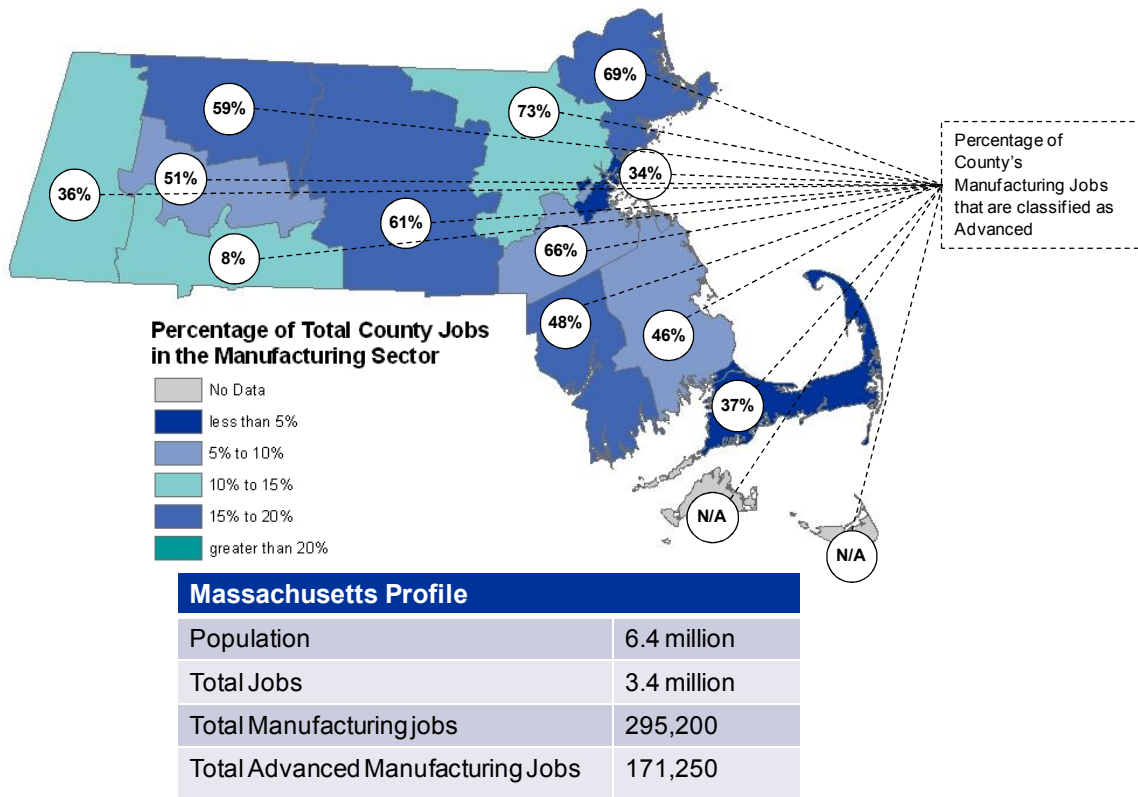 69%
59%
73%
Percentage of
County's
Manufacturing Jobs
that are classified as
Advanced
34%
51%
36%
61%
66%
8%
48%
46%
Percentage of Total County Jobs
in the Manufacturing Sector
No Data
less than 5%
5% to 10%
10% to 15%
15% to 20%
greater than 20%
37%
N/A
N/A
Massachusetts Profile
Population 6.4 million
Total Jobs 3.4 million
Total Manufacturing jobs 295,200
Total Advanced Manufacturing Jobs 171,250